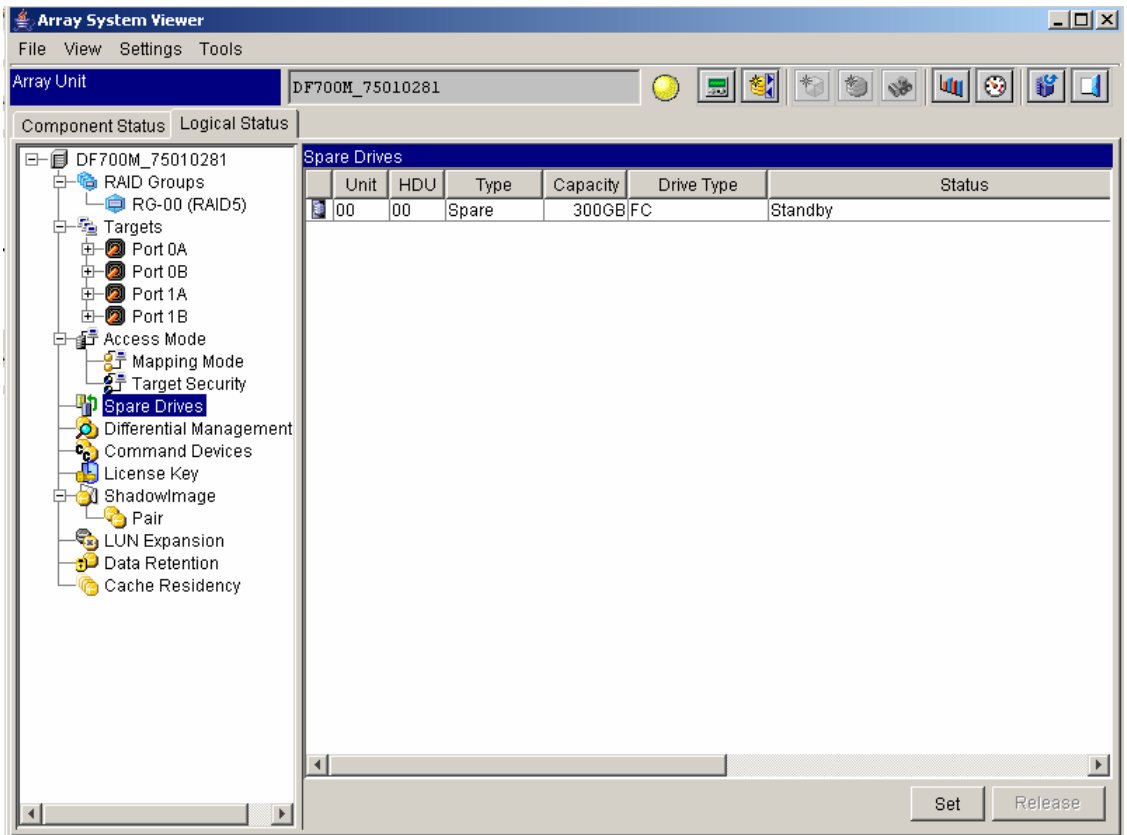 Array System Viewer
File View Settings Tools
Array Unit DF700M_75010281
Component Status Logical Status
DF700M_75010281
RAID Groups
RG-00 (RAID5)
Targets
Port 0A
Port 0B
Port 1A
Port 1B
Access Mode
Mapping Mode
Target Security
Spare Drives
Differential Management
Command Devices
License Key
ShadowImage
Pair
LUN Expansion
Data Retention
Cache Residency
Spare Drives
Unit HDU Type Capacity Drive Type Status
00 00 Spare 300GB FC Standby
Set Release